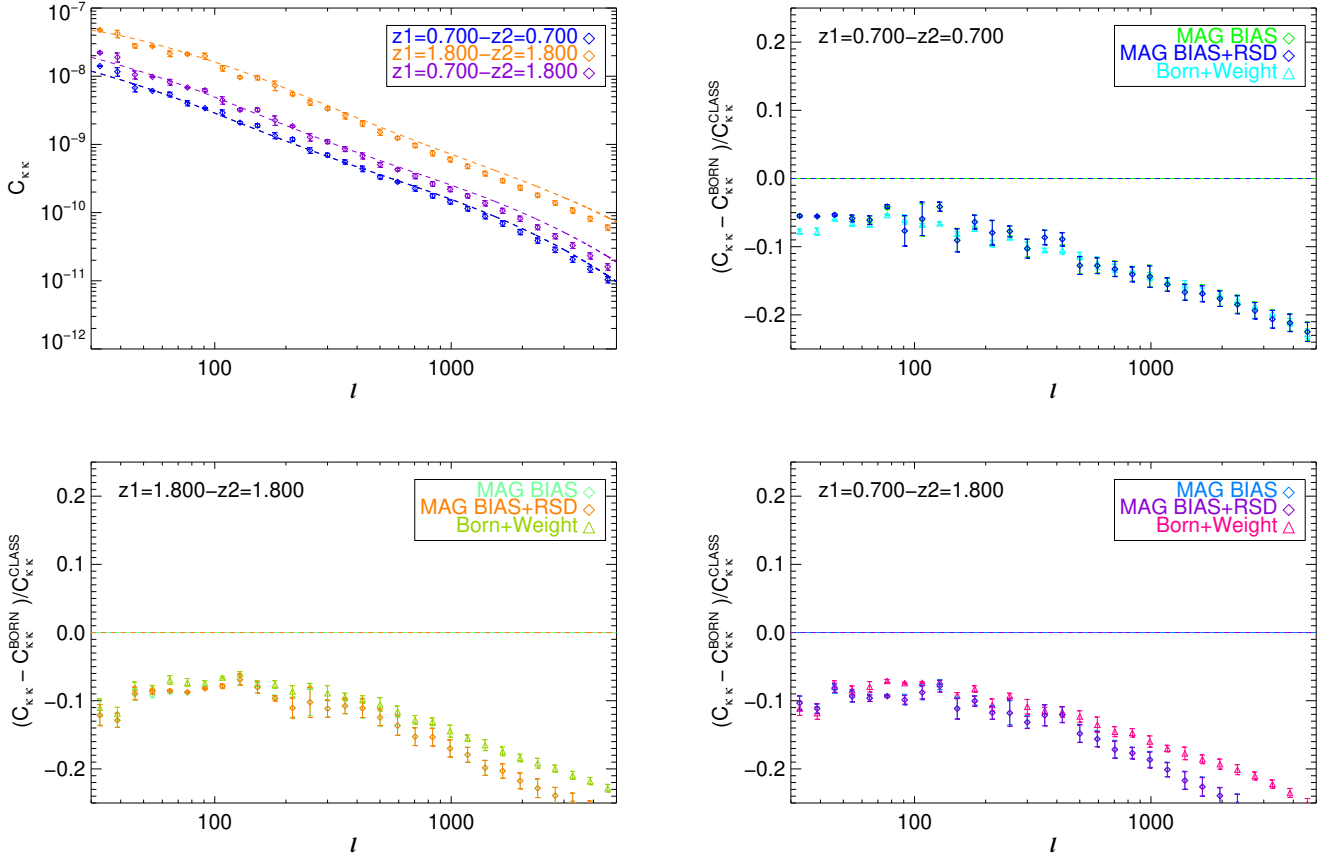 10⁻⁷
10⁻⁸
10⁻⁹
10⁻¹⁰
10⁻¹¹
10⁻¹²
C_κκ
z1=0.700−z2=0.700
z1=1.800−z2=1.800
z1=0.700−z2=1.800
100 1000
l
z1=0.700−z2=0.700
MAG BIAS
MAG BIAS+RSD
Born+Weight
0.2
0.1
0.0
−0.1
−0.2
(C_κκ − C_κκ^BORN)/C_κκ^CLASS
100 1000
l
z1=1.800−z2=1.800
MAG BIAS
MAG BIAS+RSD
Born+Weight
0.2
0.1
0.0
−0.1
−0.2
(C_κκ − C_κκ^BORN)/C_κκ^CLASS
100 1000
l
z1=0.700−z2=1.800
MAG BIAS
MAG BIAS+RSD
Born+Weight
0.2
0.1
0.0
−0.1
−0.2
(C_κκ − C_κκ^BORN)/C_κκ^CLASS
100 1000
l